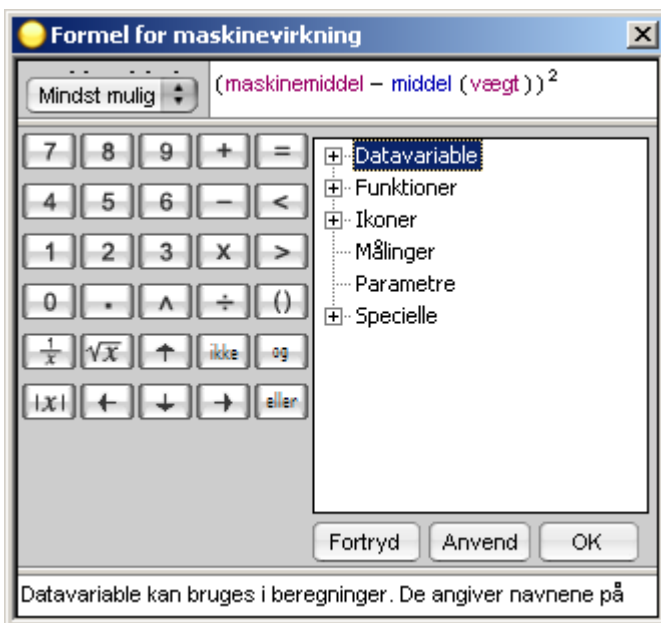 Formel for maskinevirkning
Mindst mulig (maskinemiddel – middel (vægt))²
7 8 9 + =
4 5 6 – <
1 2 3 x >
0 . ʌ ÷ ()
1/x √x ↑ ikke og
|x| ← ↓ → eller
Datavariable
Funktioner
Ikoner
Målinger
Parametre
Specielle
Fortryd Anvend OK
Datavariable kan bruges i beregninger. De angiver navnene på